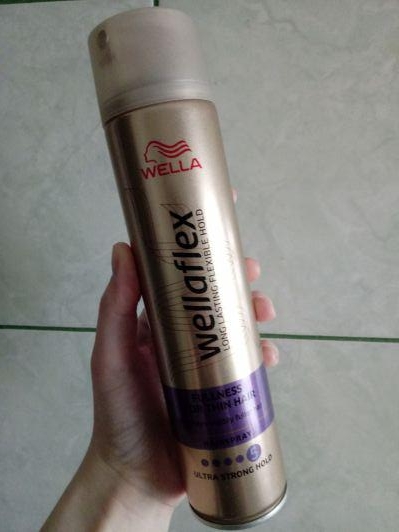 WELLA
wellaflex
LONG LASTING FLEXIBLE HOLD
FULLNESS
FOR THIN HAIR
HAIRSPRAY
5
ULTRA STRONG HOLD